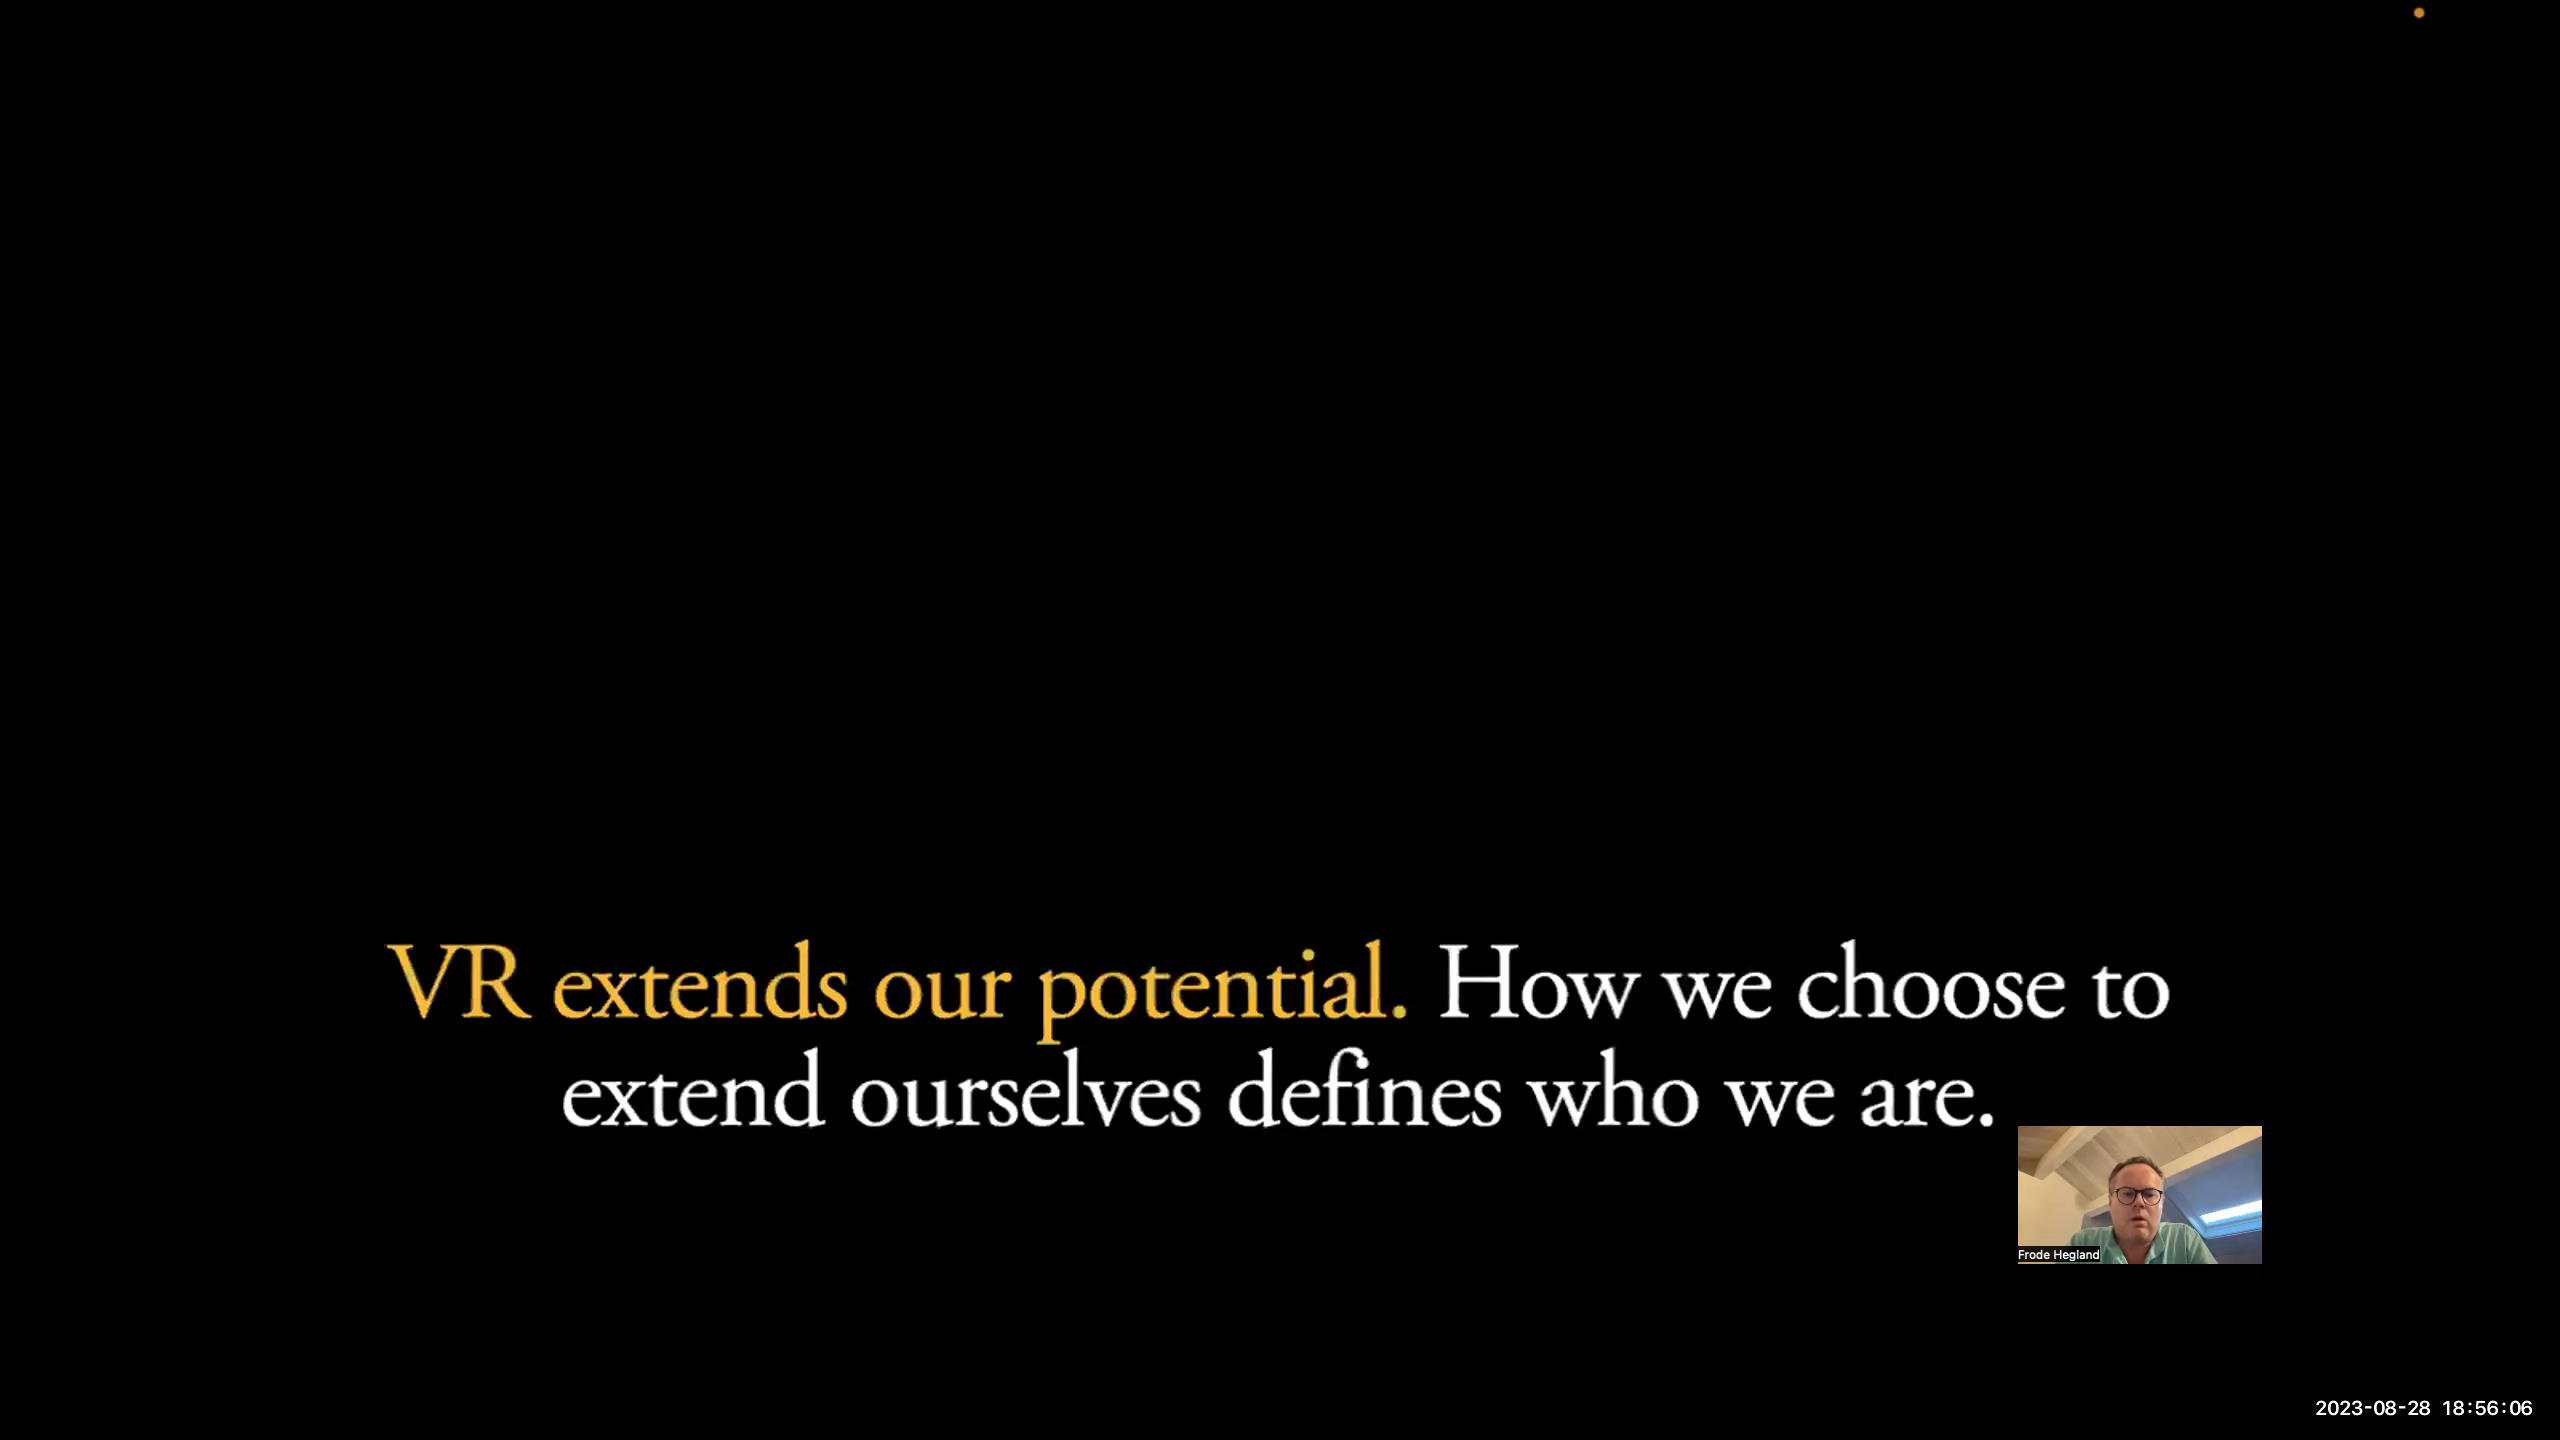 VR extends our potential. How we choose to
extend ourselves defines who we are.
Frode Hegland
2023-08-28 18:56:06